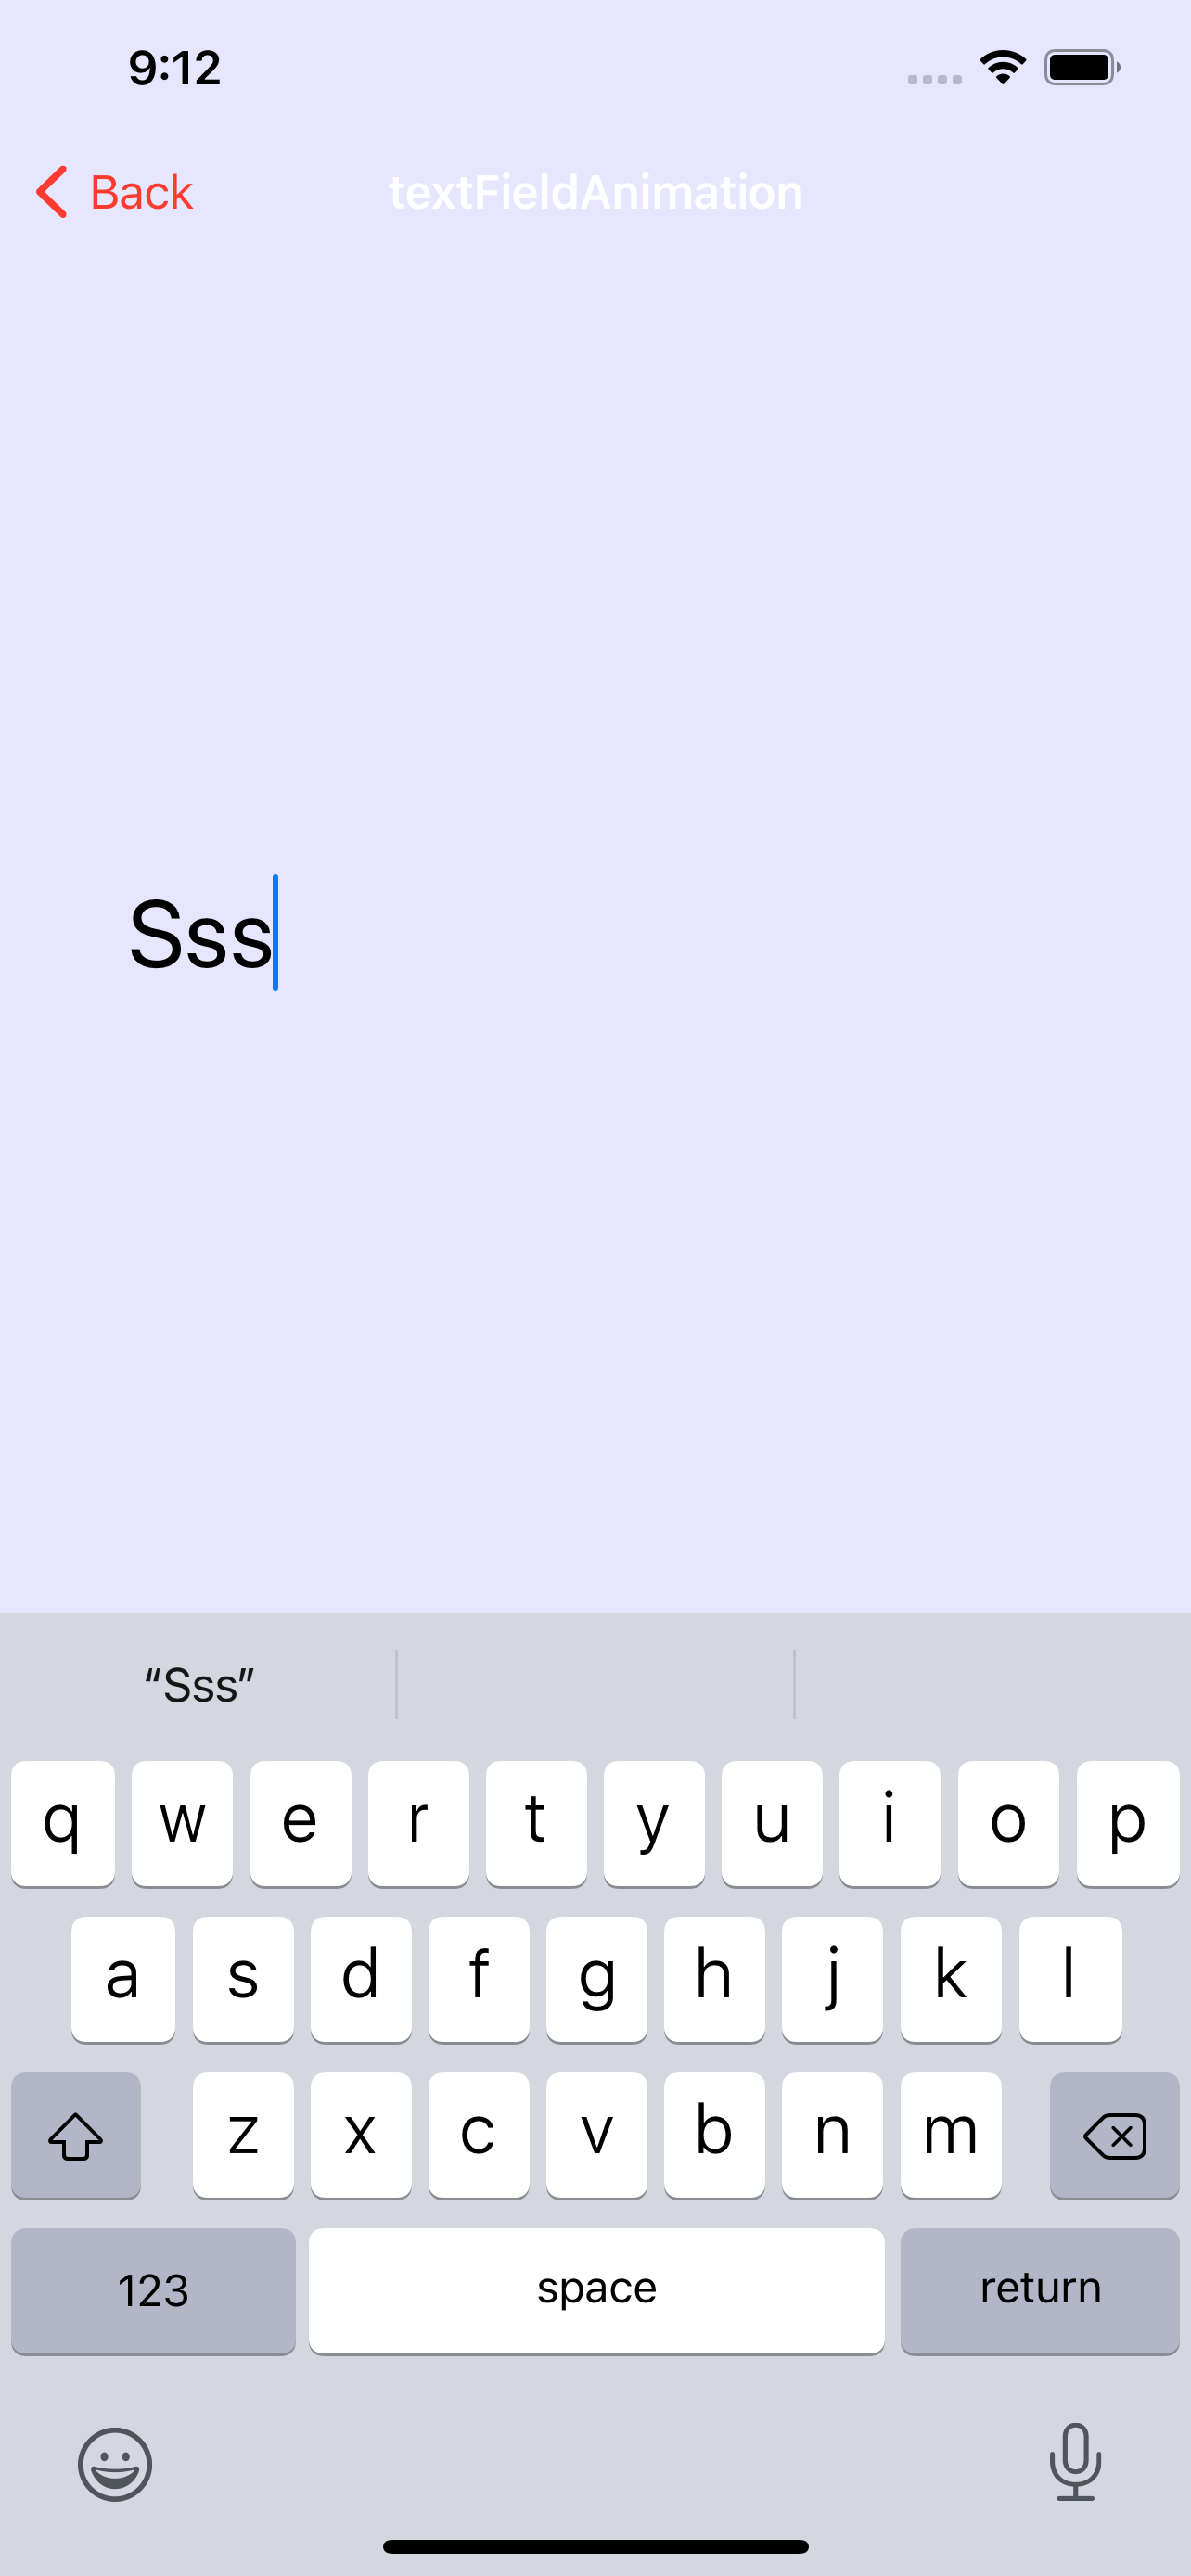 9:12
Back textFieldAnimation
Sss
“Sss”
q w e r t y u i o p
a s d f g h j k l
z x c v b n m
123 space return